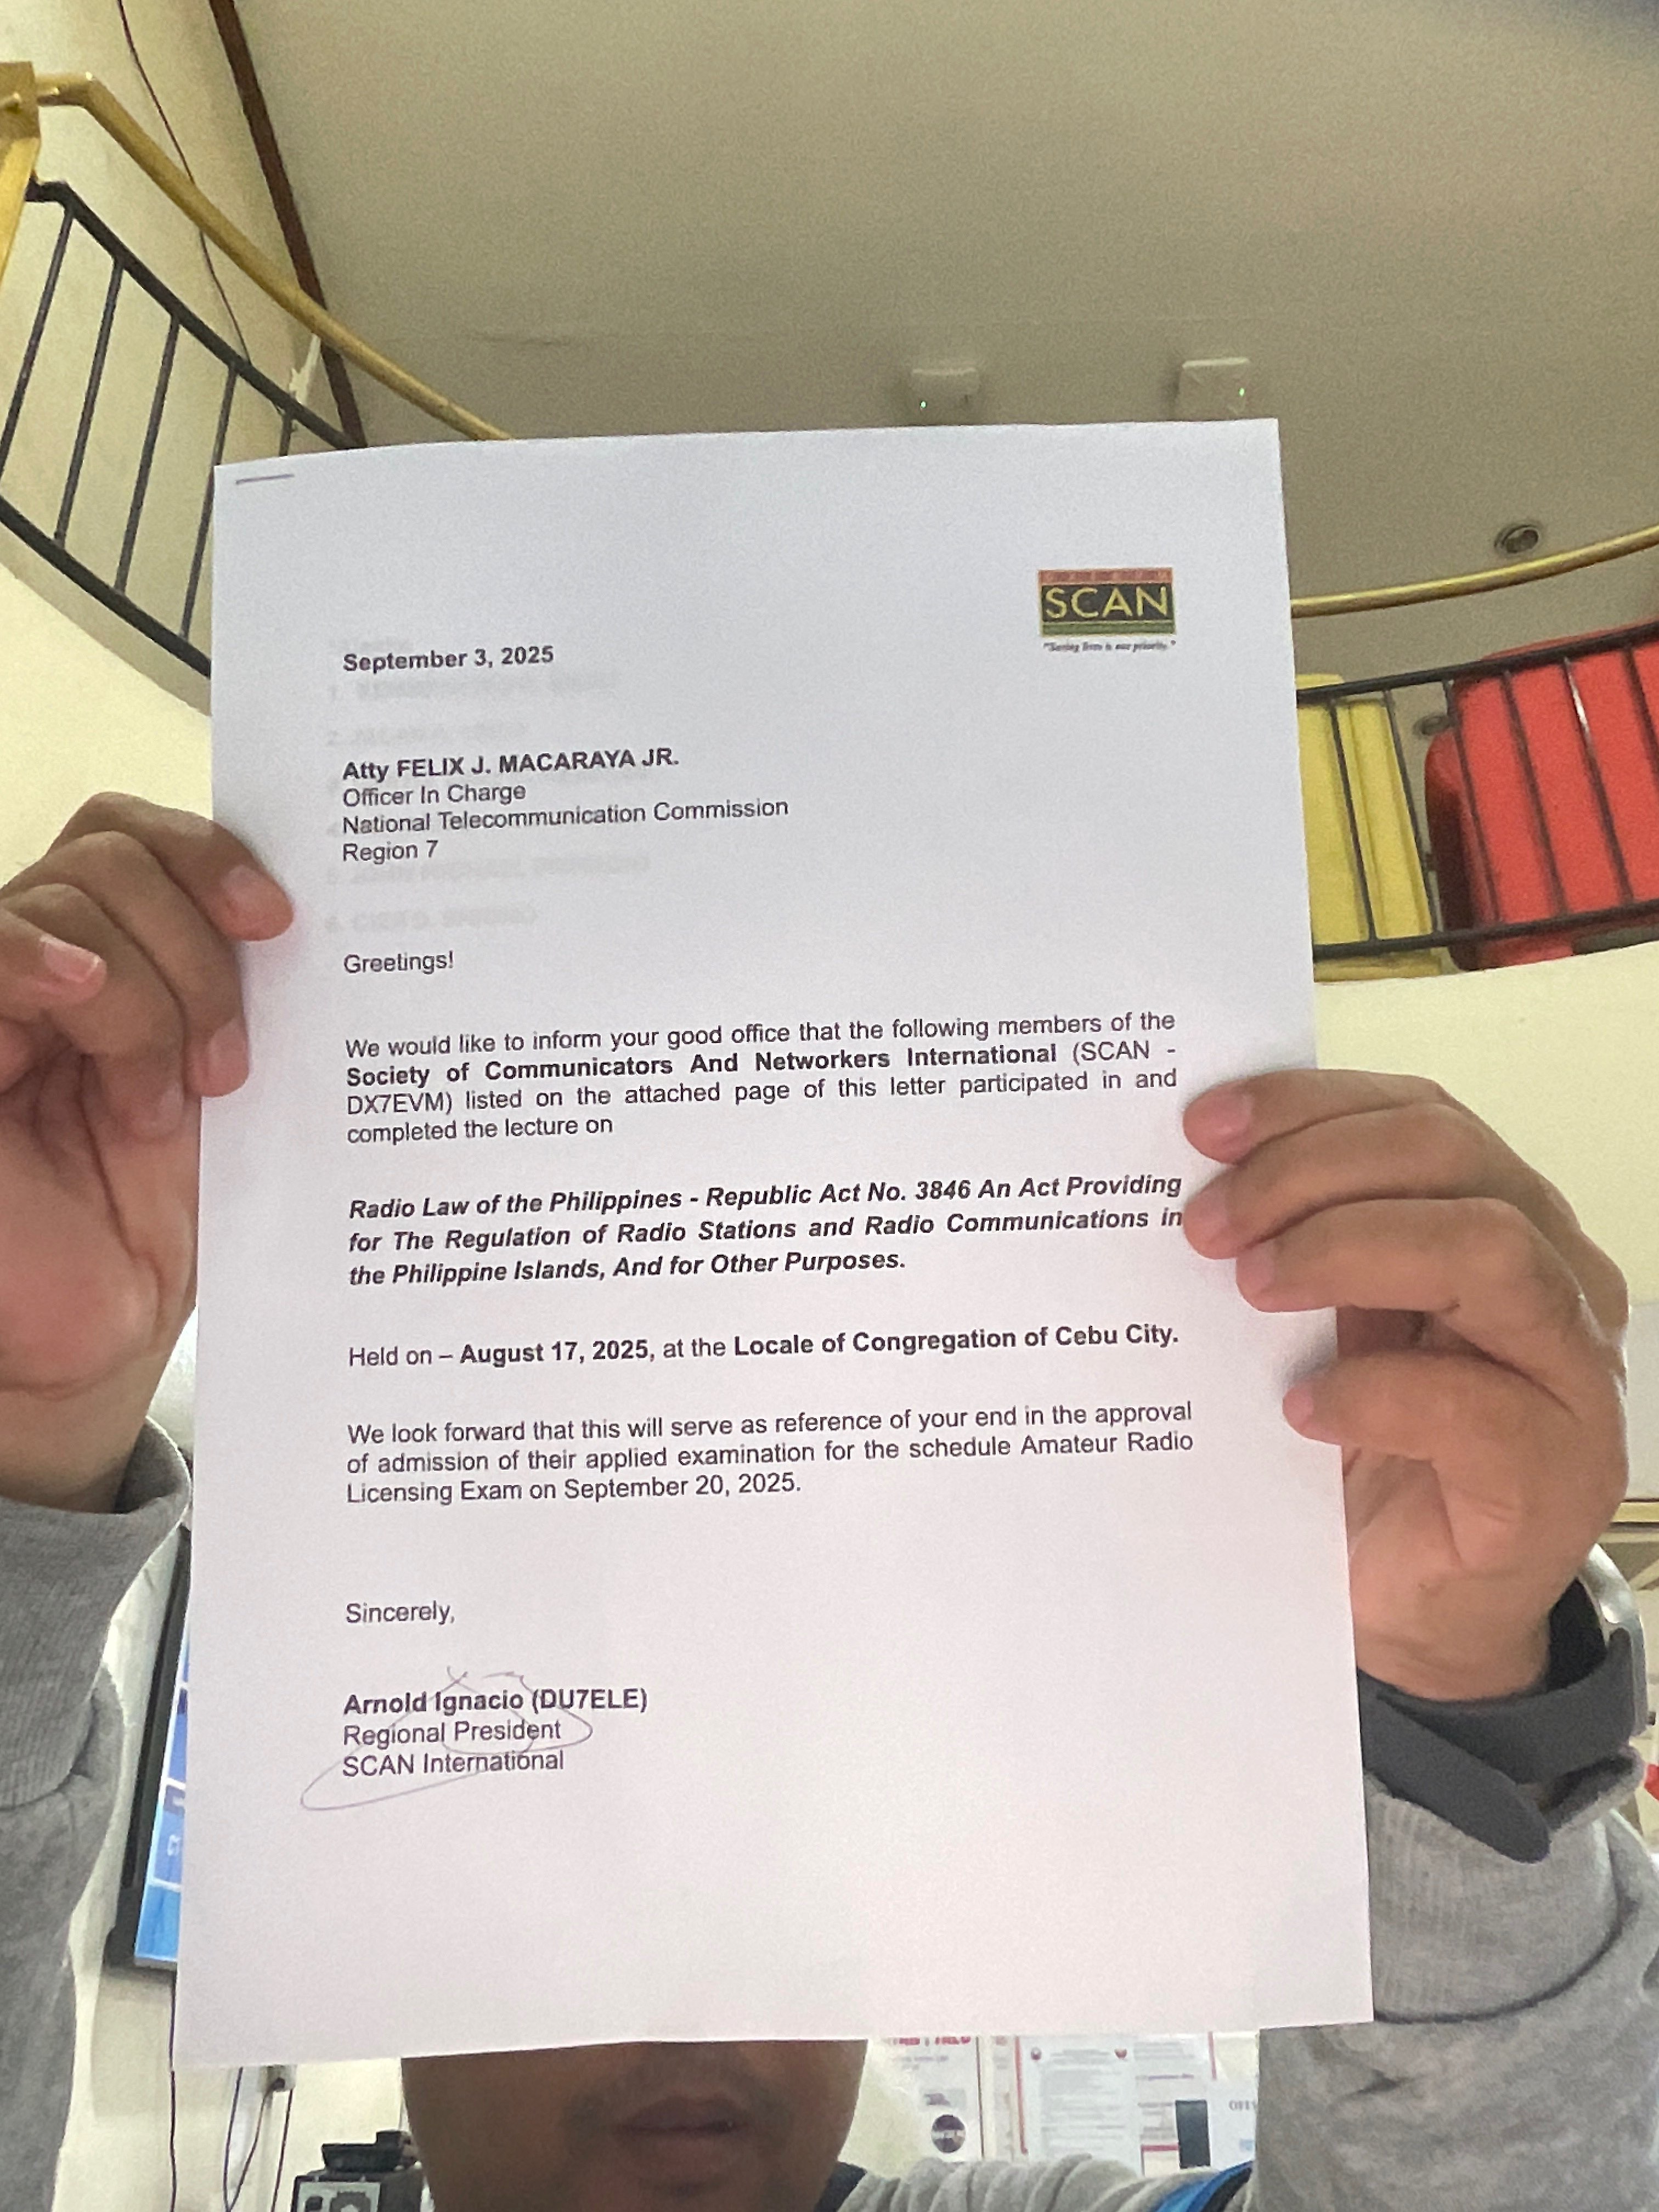 SCAN
"Saving lives is our priority."
September 3, 2025
Atty FELIX J. MACARAYA JR.
Officer In Charge
National Telecommunication Commission
Region 7
Greetings!
We would like to inform your good office that the following members of the
Society of Communicators And Networkers International (SCAN -
DX7EVM) listed on the attached page of this letter participated in and
completed the lecture on
Radio Law of the Philippines - Republic Act No. 3846 An Act Providing
for The Regulation of Radio Stations and Radio Communications in
the Philippine Islands, And for Other Purposes.
Held on – August 17, 2025, at the Locale of Congregation of Cebu City.
We look forward that this will serve as reference of your end in the approval
of admission of their applied examination for the schedule Amateur Radio
Licensing Exam on September 20, 2025.
Sincerely,
Arnold Ignacio (DU7ELE)
Regional President
SCAN International